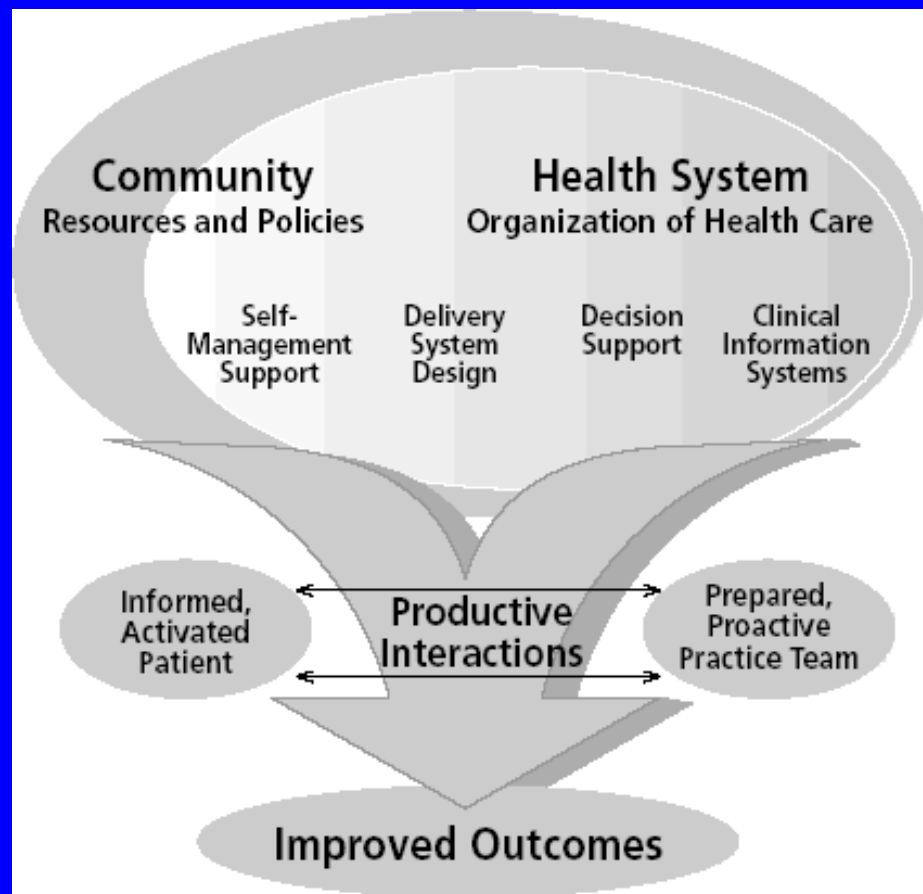 Community
Resources and Policies
Health System
Organization of Health Care
Self-
Management
Support
Delivery
System
Design
Decision
Support
Clinical
Information
Systems
Informed,
Activated
Patient
Productive
Interactions
Prepared,
Proactive
Practice Team
Improved Outcomes